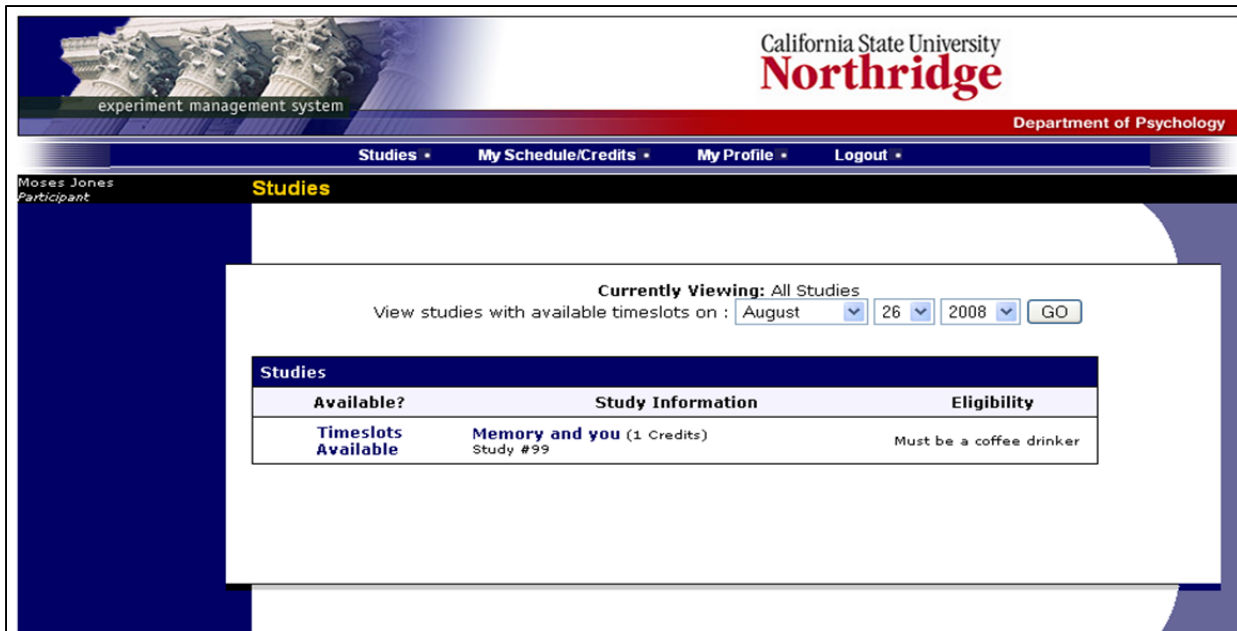 California State University
Northridge
experiment management system
Department of Psychology
Studies My Schedule/Credits My Profile Logout
Moses Jones
Participant
Studies
Currently Viewing: All Studies
View studies with available timeslots on : August 26 2008 GO
Studies
Available? Study Information Eligibility
Timeslots Memory and you (1 Credits)
Available Study #99 Must be a coffee drinker